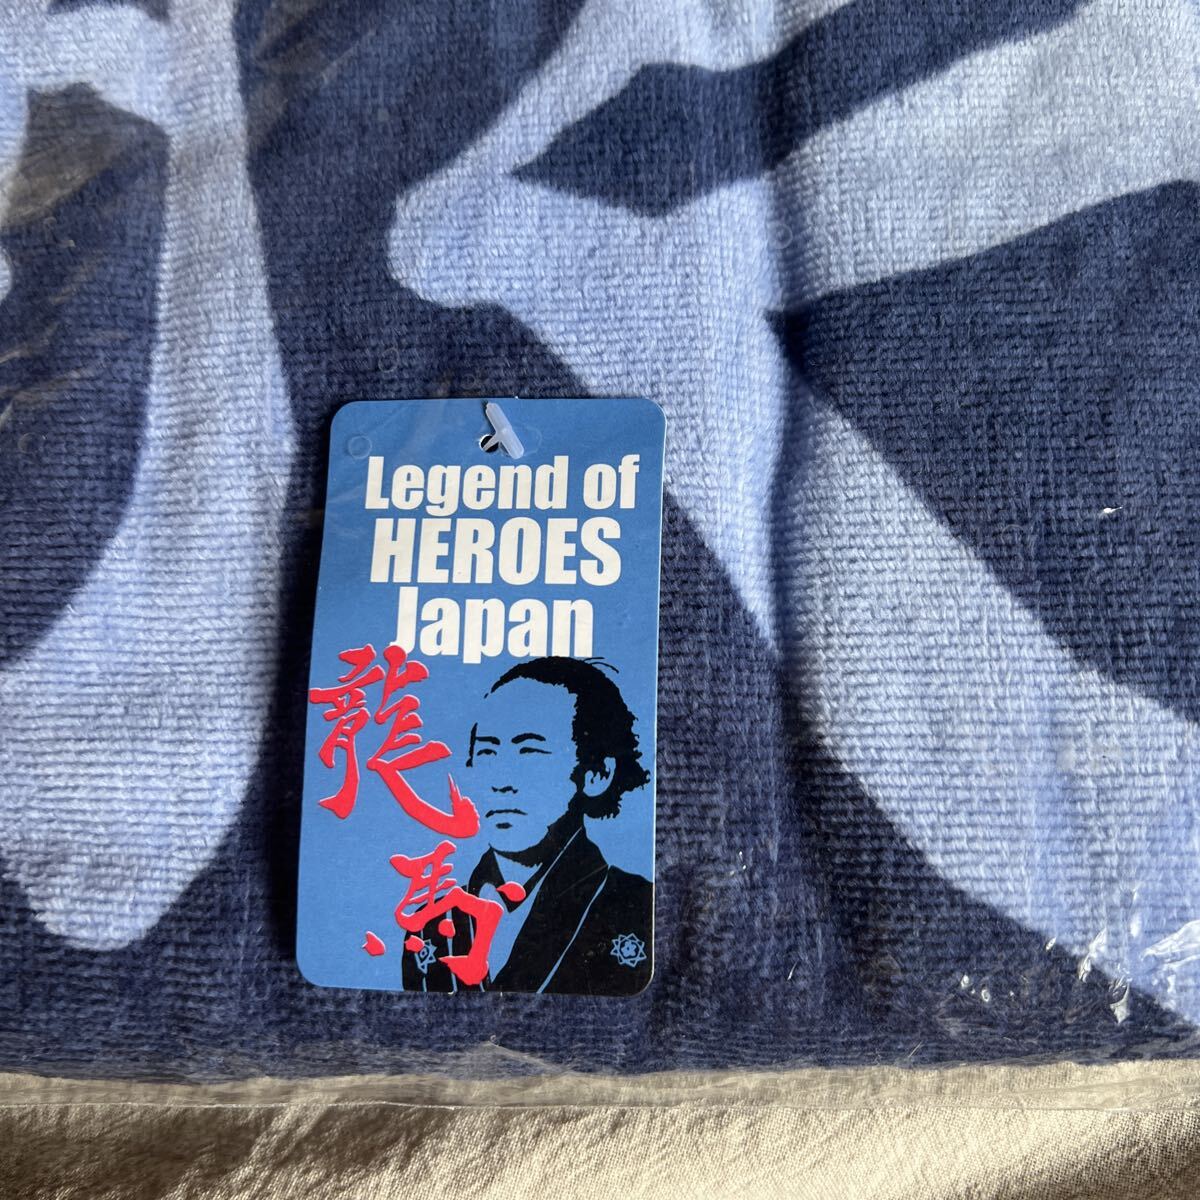 Legend of
HEROES
Japan
龍馬